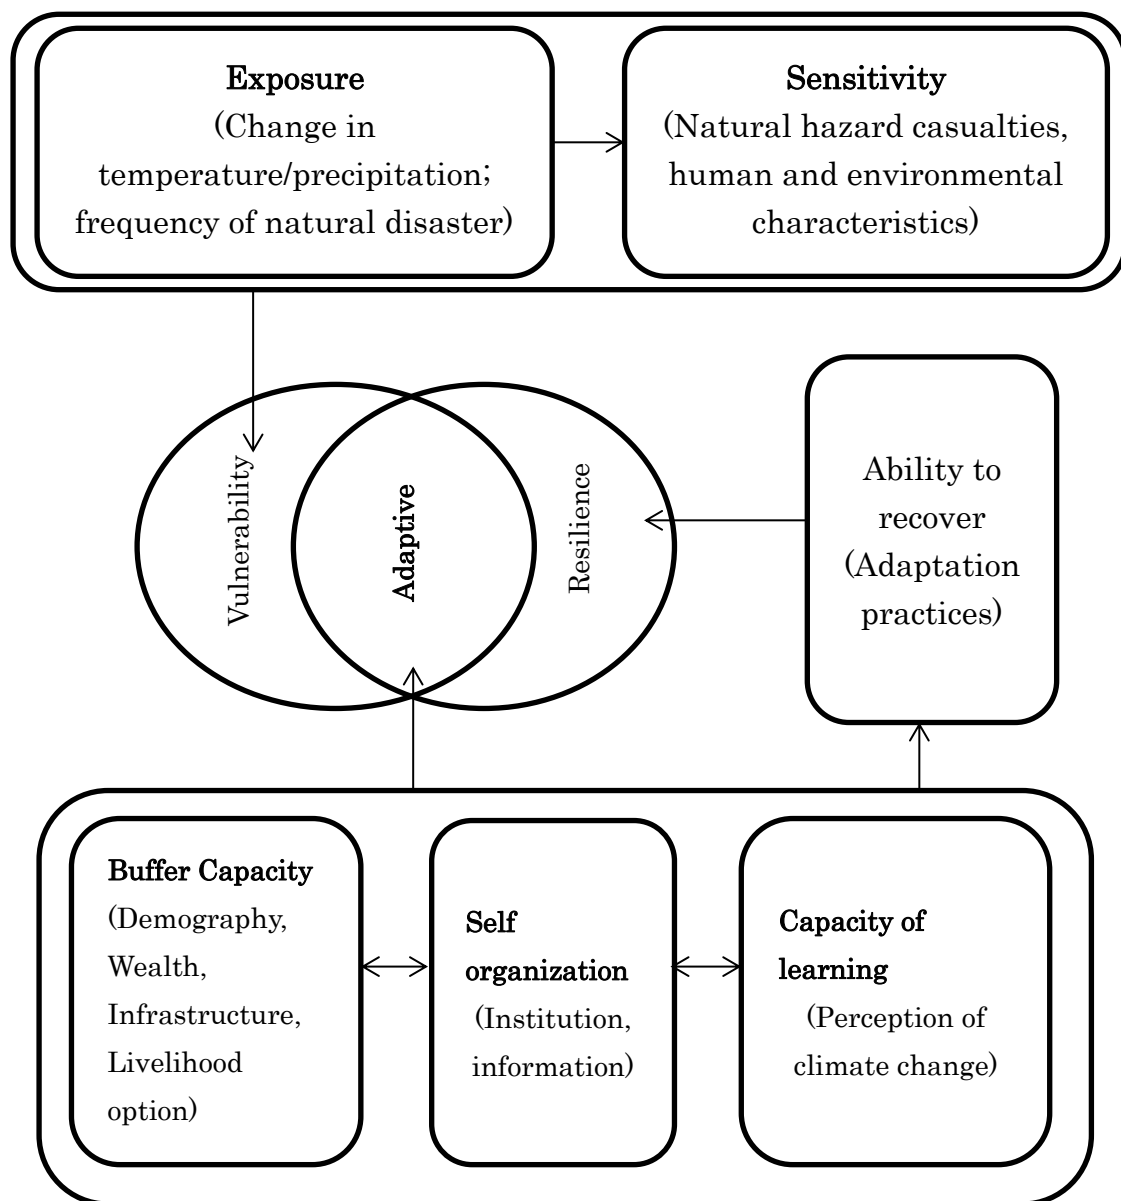 Exposure
(Change in
temperature/precipitation;
frequency of natural disaster)
Sensitivity
(Natural hazard casualties,
human and environmental
characteristics)
Vulnerability
Adaptive
Resilience
Ability to
recover
(Adaptation
practices)
Buffer Capacity
(Demography,
Wealth,
Infrastructure,
Livelihood
option)
Self
organization
(Institution,
information)
Capacity of
learning
(Perception of
climate change)